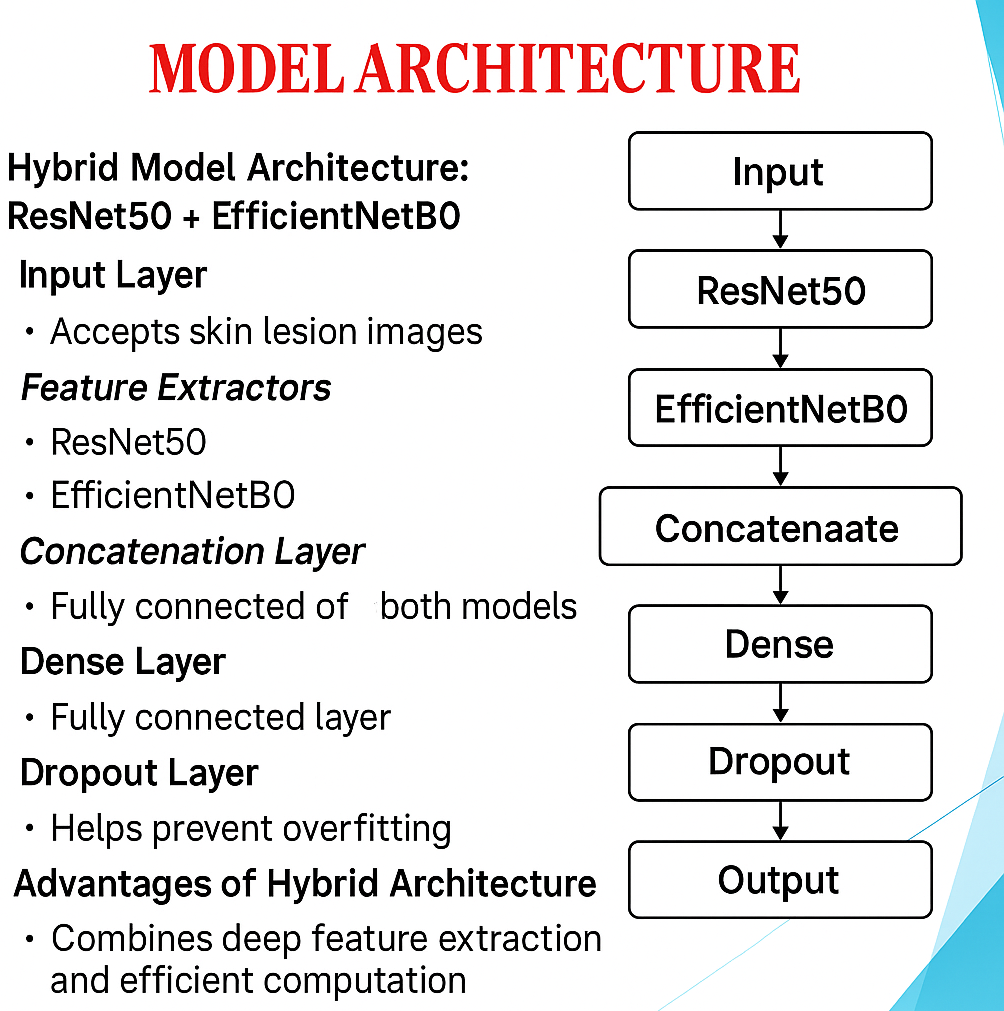 MODEL ARCHITECTURE
Hybrid Model Architecture:
ResNet50 + EfficientNetB0
Input Layer
• Accepts skin lesion images
Feature Extractors
• ResNet50
• EfficientNetB0
Concatenation Layer
• Fully connected of both models
Dense Layer
• Fully connected layer
Dropout Layer
• Helps prevent overfitting
Advantages of Hybrid Architecture
• Combines deep feature extraction
and efficient computation
Input
ResNet50
EfficientNetB0
Concatenaate
Dense
Dropout
Output